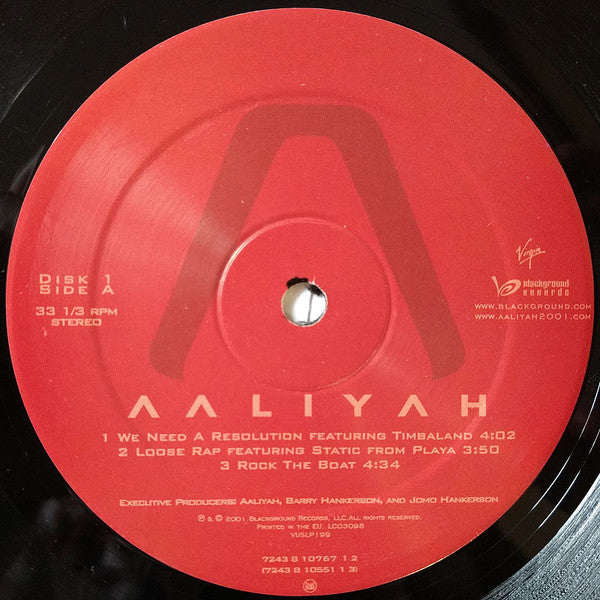 Disk 1
Side A
33 1/3 RPM
STEREO
Virgin
blackground
RECORDS
WWW.BLACKGROUND.COM
WWW.AALIYAH2001.COM
AALIYAH
1 We Need A Resolution featuring Timbaland 4:02
2 Loose Rap featuring Static from Playa 3:50
3 Rock The Boat 4:34
Executive Producers: Aaliyah, Barry Hankerson, and Jomo Hankerson
℗ & © 2001 Blackground Records, LLC. All rights reserved.
Printed in the EU. LC03098
VUSLP199
7243 8 10767 1 2
(7243 8 10551 1 3)